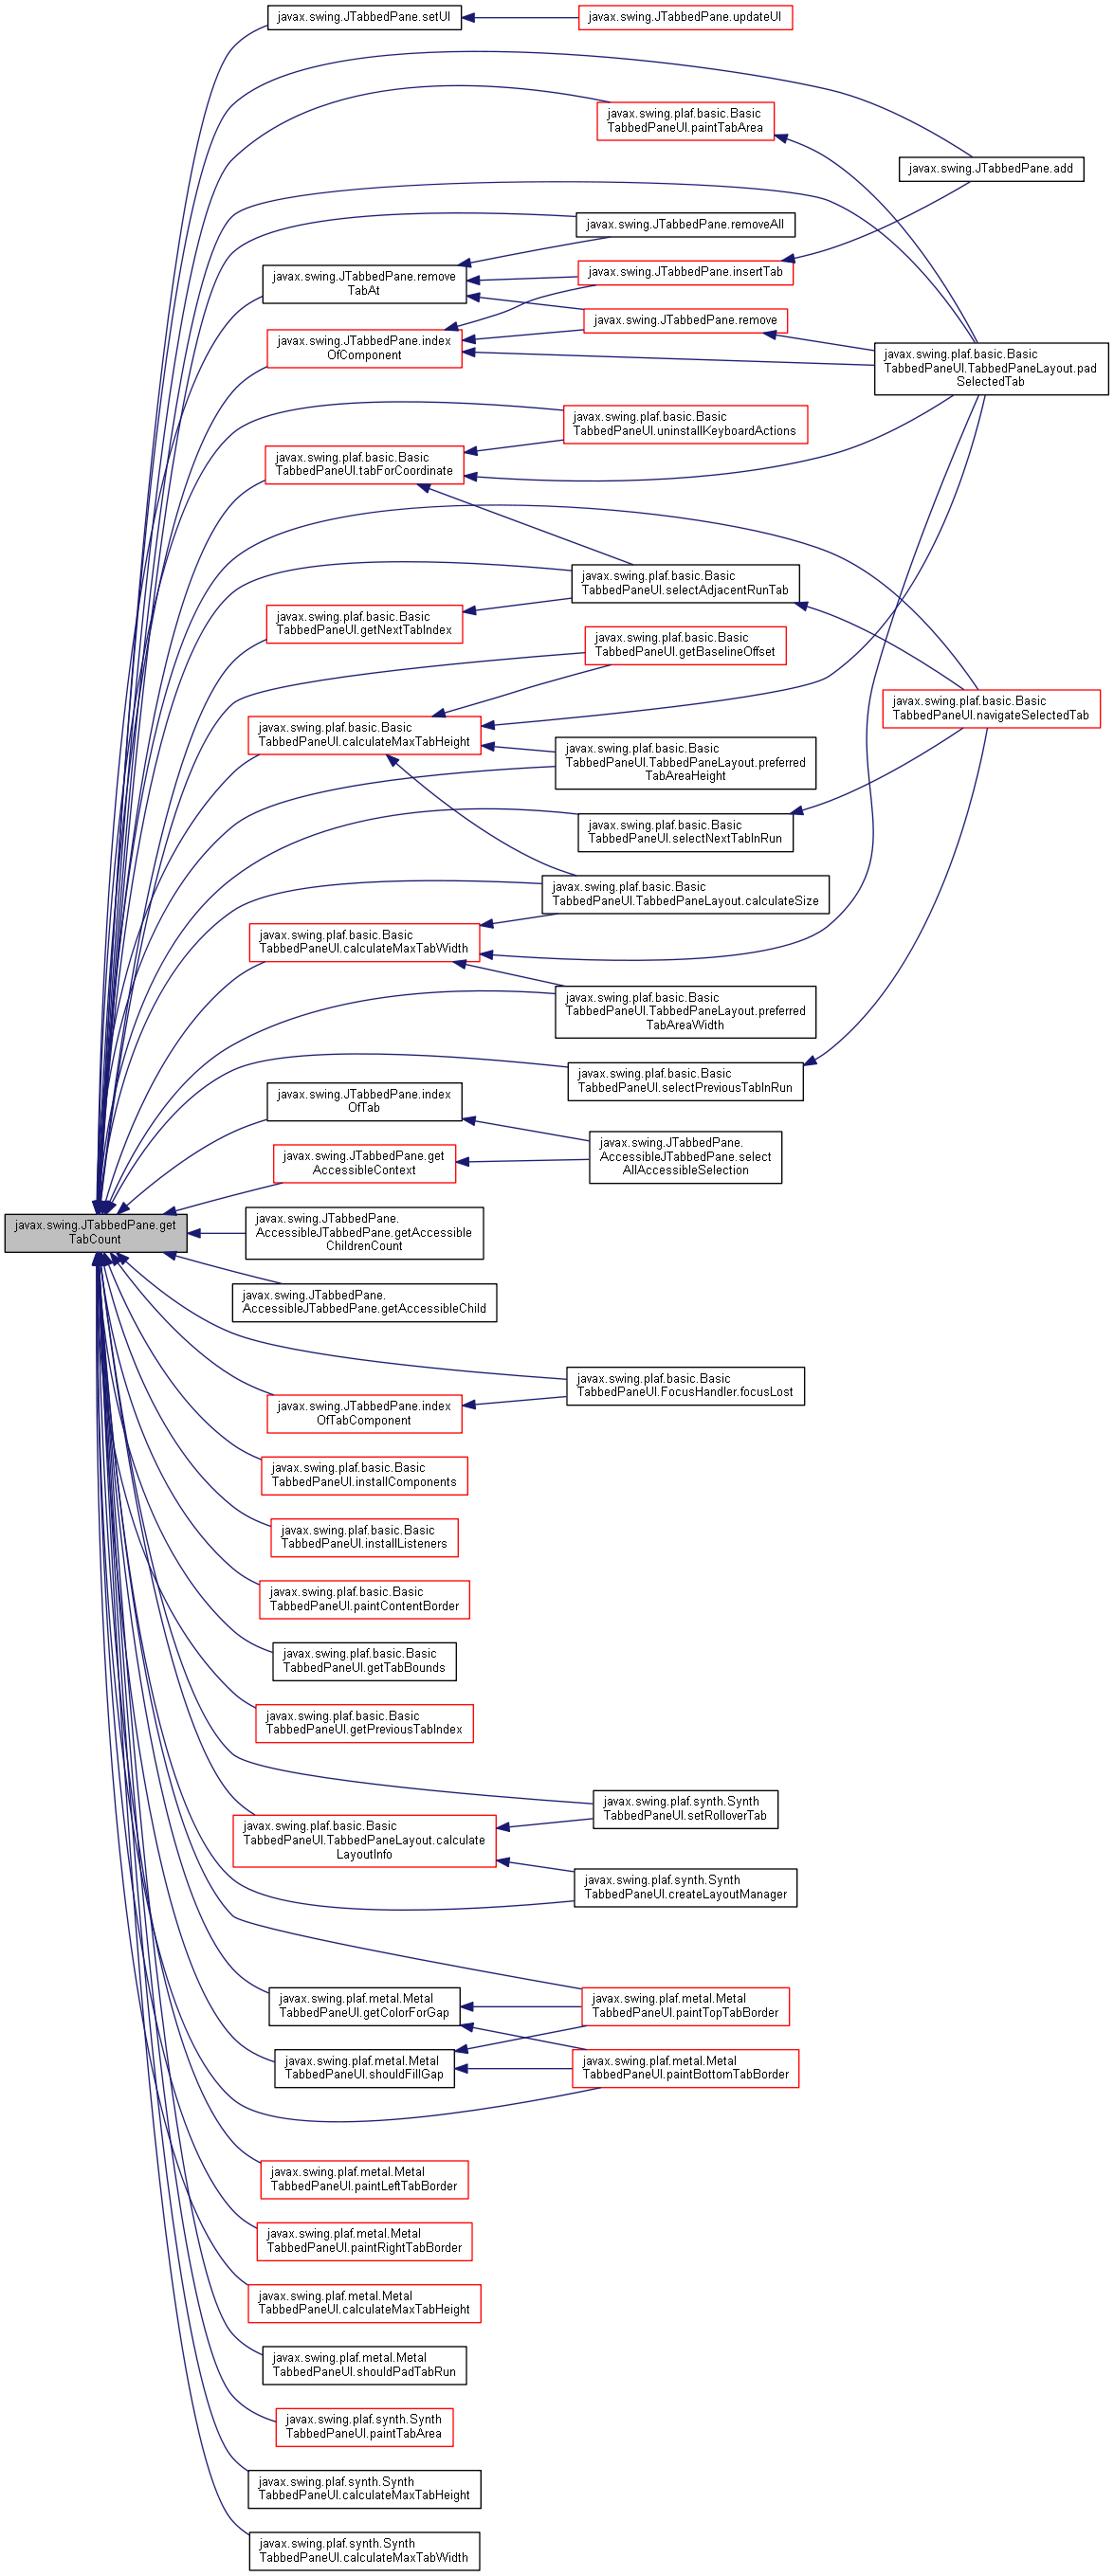 javax.swing.JTabbedPane.setUI
javax.swing.JTabbedPane.updateUI
javax.swing.plaf.basic.Basic
TabbedPaneUI.paintTabArea
javax.swing.JTabbedPane.add
javax.swing.JTabbedPane.removeAll
javax.swing.JTabbedPane.remove
TabAt
javax.swing.JTabbedPane.insertTab
javax.swing.JTabbedPane.remove
javax.swing.JTabbedPane.index
OfComponent
javax.swing.plaf.basic.Basic
TabbedPaneUI.TabbedPaneLayout.pad
SelectedTab
javax.swing.plaf.basic.Basic
TabbedPaneUI.uninstallKeyboardActions
javax.swing.plaf.basic.Basic
TabbedPaneUI.tabForCoordinate
javax.swing.plaf.basic.Basic
TabbedPaneUI.selectAdjacentRunTab
javax.swing.plaf.basic.Basic
TabbedPaneUI.getNextTabIndex
javax.swing.plaf.basic.Basic
TabbedPaneUI.getBaselineOffset
javax.swing.plaf.basic.Basic
TabbedPaneUI.navigateSelectedTab
javax.swing.plaf.basic.Basic
TabbedPaneUI.calculateMaxTabHeight
javax.swing.plaf.basic.Basic
TabbedPaneUI.TabbedPaneLayout.preferred
TabAreaHeight
javax.swing.plaf.basic.Basic
TabbedPaneUI.selectNextTabInRun
javax.swing.plaf.basic.Basic
TabbedPaneUI.TabbedPaneLayout.calculateSize
javax.swing.plaf.basic.Basic
TabbedPaneUI.calculateMaxTabWidth
javax.swing.plaf.basic.Basic
TabbedPaneUI.TabbedPaneLayout.preferred
TabAreaWidth
javax.swing.plaf.basic.Basic
TabbedPaneUI.selectPreviousTabInRun
javax.swing.JTabbedPane.index
OfTab
javax.swing.JTabbedPane.
AccessibleJTabbedPane.select
AllAccessibleSelection
javax.swing.JTabbedPane.get
AccessibleContext
javax.swing.JTabbedPane.get
TabCount
javax.swing.JTabbedPane.
AccessibleJTabbedPane.getAccessible
ChildrenCount
javax.swing.JTabbedPane.
AccessibleJTabbedPane.getAccessibleChild
javax.swing.plaf.basic.Basic
TabbedPaneUI.FocusHandler.focusLost
javax.swing.JTabbedPane.index
OfTabComponent
javax.swing.plaf.basic.Basic
TabbedPaneUI.installComponents
javax.swing.plaf.basic.Basic
TabbedPaneUI.installListeners
javax.swing.plaf.basic.Basic
TabbedPaneUI.paintContentBorder
javax.swing.plaf.basic.Basic
TabbedPaneUI.getTabBounds
javax.swing.plaf.basic.Basic
TabbedPaneUI.getPreviousTabIndex
javax.swing.plaf.synth.Synth
TabbedPaneUI.setRolloverTab
javax.swing.plaf.basic.Basic
TabbedPaneUI.TabbedPaneLayout.calculate
LayoutInfo
javax.swing.plaf.synth.Synth
TabbedPaneUI.createLayoutManager
javax.swing.plaf.metal.Metal
TabbedPaneUI.getColorForGap
javax.swing.plaf.metal.Metal
TabbedPaneUI.paintTopTabBorder
javax.swing.plaf.metal.Metal
TabbedPaneUI.shouldFillGap
javax.swing.plaf.metal.Metal
TabbedPaneUI.paintBottomTabBorder
javax.swing.plaf.metal.Metal
TabbedPaneUI.paintLeftTabBorder
javax.swing.plaf.metal.Metal
TabbedPaneUI.paintRightTabBorder
javax.swing.plaf.metal.Metal
TabbedPaneUI.calculateMaxTabHeight
javax.swing.plaf.metal.Metal
TabbedPaneUI.shouldPadTabRun
javax.swing.plaf.synth.Synth
TabbedPaneUI.paintTabArea
javax.swing.plaf.synth.Synth
TabbedPaneUI.calculateMaxTabHeight
javax.swing.plaf.synth.Synth
TabbedPaneUI.calculateMaxTabWidth